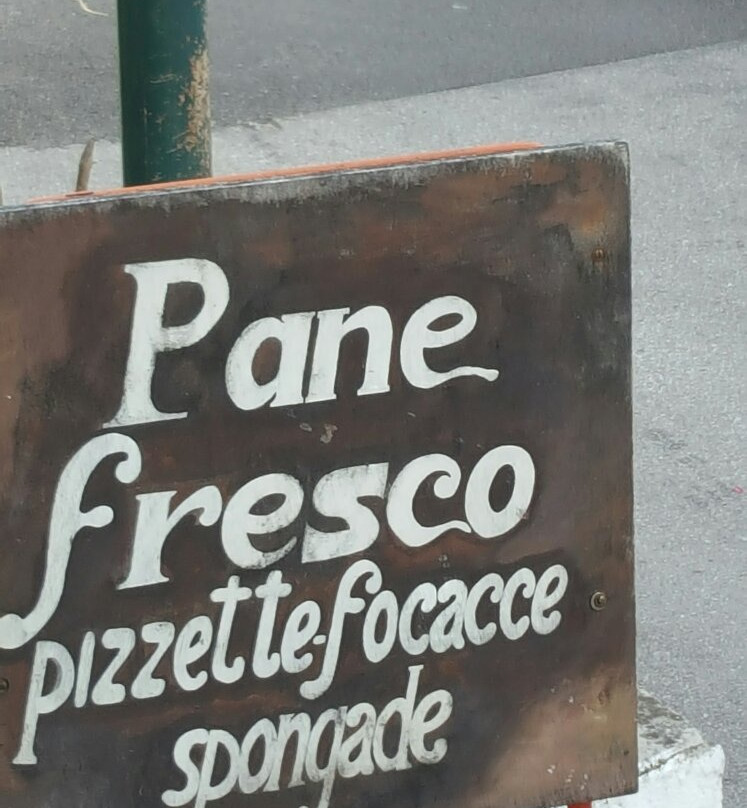 Pane
fresco
pizzette-focacce
spongade